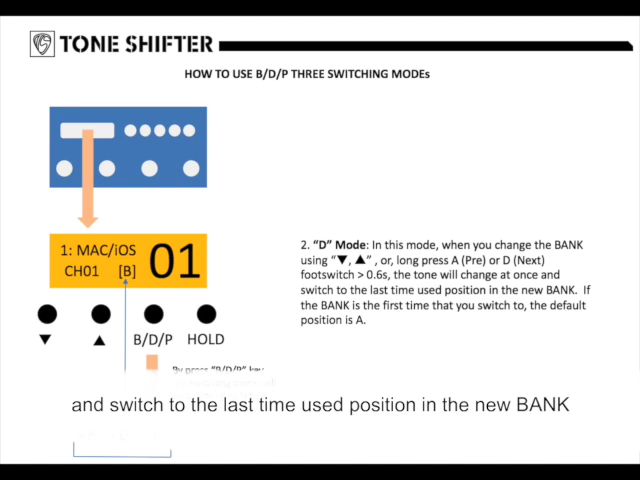 TONE SHIFTER
HOW TO USE B/D/P THREE SWITCHING MODEs
1: MAC/iOS
CH01 [B]
01
▼ ▲ B/D/P HOLD
2. “D” Mode: In this mode, when you change the BANK
using “▼, ▲” , or, long press A (Pre) or D (Next)
footswitch > 0.6s, the tone will change at once and
switch to the last time used position in the new BANK. If
the BANK is the first time that you switch to, the default
position is A.
By press “B/D/P” key
and switch to the last time used position in the new BANK